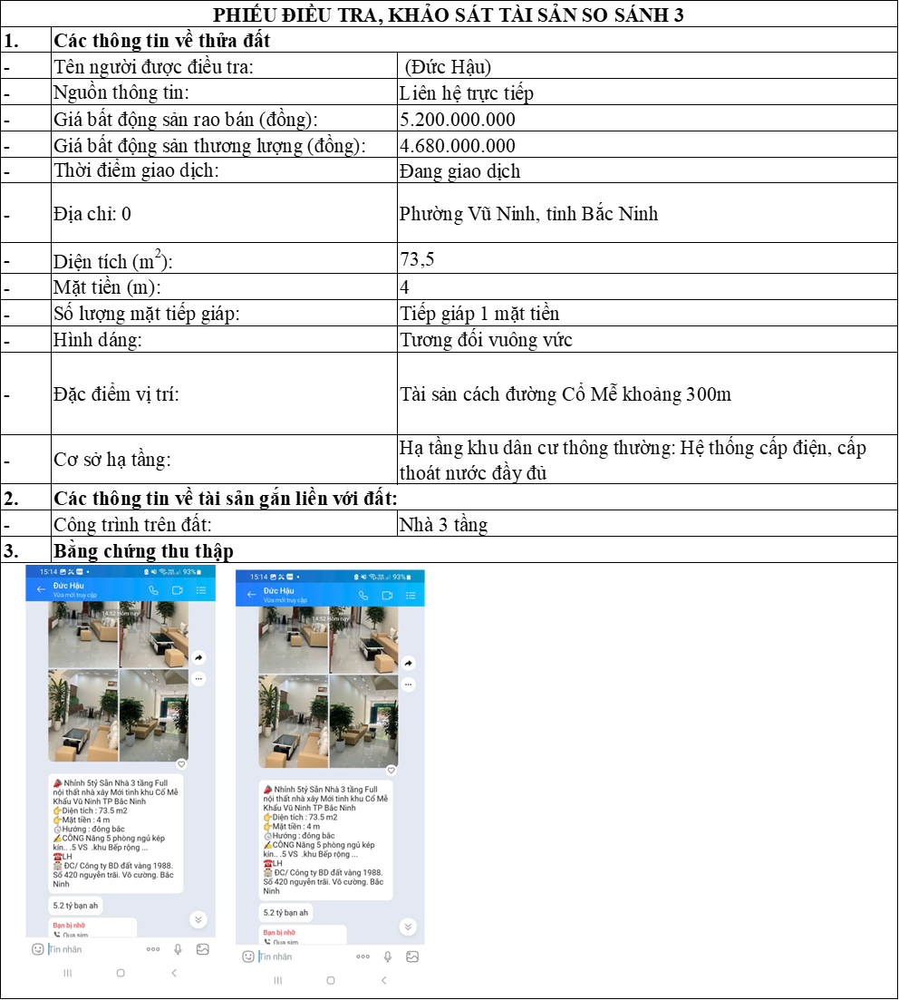 PHIẾU ĐIỀU TRA, KHẢO SÁT TÀI SẢN SO SÁNH 3
1. Các thông tin về thửa đất
- Tên người được điều tra: (Đức Hậu)
- Nguồn thông tin: Liên hệ trực tiếp
- Giá bất động sản rao bán (đồng): 5.200.000.000
- Giá bất động sản thương lượng (đồng): 4.680.000.000
- Thời điểm giao dịch: Đang giao dịch
- Địa chỉ: 0 Phường Vũ Ninh, tỉnh Bắc Ninh
- Diện tích (m²): 73,5
- Mặt tiền (m): 4
- Số lượng mặt tiếp giáp: Tiếp giáp 1 mặt tiền
- Hình dáng: Tương đối vuông vức
- Đặc điểm vị trí: Tài sản cách đường Cổ Mễ khoảng 300m
- Cơ sở hạ tầng: Hạ tầng khu dân cư thông thường: Hệ thống cấp điện, cấp
thoát nước đầy đủ
2. Các thông tin về tài sản gắn liền với đất:
- Công trình trên đất: Nhà 3 tầng
3. Bằng chứng thu thập
15:14 93%
Đức Hậu
Vừa mới truy cập
14:52 Hôm nay
Nhỉnh 5tỷ Sẵn Nhà 3 tầng Full
nội thất nhà xây Mới tinh khu Cổ Mễ
Khẩu Vũ Ninh TP Bắc Ninh
Diện tích : 73.5 m2
Mặt tiền : 4 m
Hướng : đông bắc
CÔNG Năng 5 phòng ngủ kép
kín.. .5 VS .khu Bếp rộng ...
LH
ĐC/ Công ty BD đất vàng 1988.
Số 420 nguyễn trãi. Võ cường. Bắc
Ninh
5.2 tỷ bạn ah
Bạn bị nhỡ
Qua sim
Tin nhắn
15:14 93%
Đức Hậu
Vừa mới truy cập
14:52 Hôm nay
Nhỉnh 5tỷ Sẵn Nhà 3 tầng Full
nội thất nhà xây Mới tinh khu Cổ Mễ
Khẩu Vũ Ninh TP Bắc Ninh
Diện tích : 73.5 m2
Mặt tiền : 4 m
Hướng : đông bắc
CÔNG Năng 5 phòng ngủ kép
kín.. .5 VS .khu Bếp rộng ...
LH
ĐC/ Công ty BD đất vàng 1988.
Số 420 nguyễn trãi. Võ cường. Bắc
Ninh
5.2 tỷ bạn ah
Bạn bị nhỡ
Qua sim
Tin nhắn